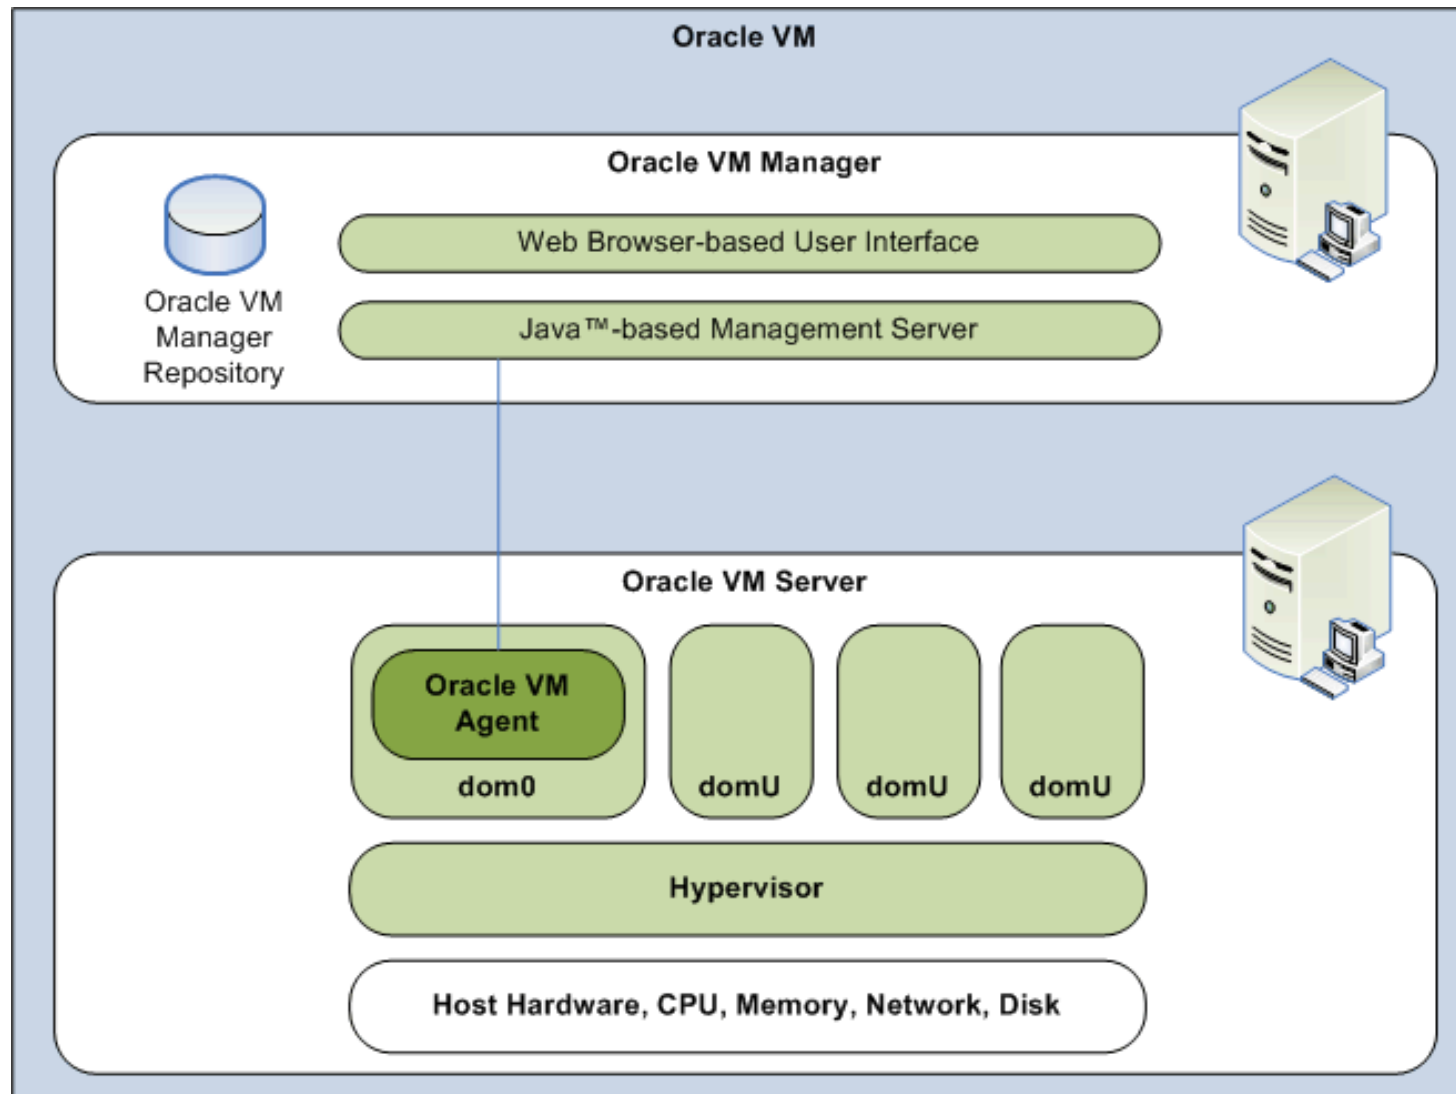 Oracle VM
Oracle VM Manager
Web Browser-based User Interface
Java™-based Management Server
Oracle VM
Manager
Repository
Oracle VM Server
Oracle VM
Agent
dom0
domU
domU
domU
Hypervisor
Host Hardware, CPU, Memory, Network, Disk